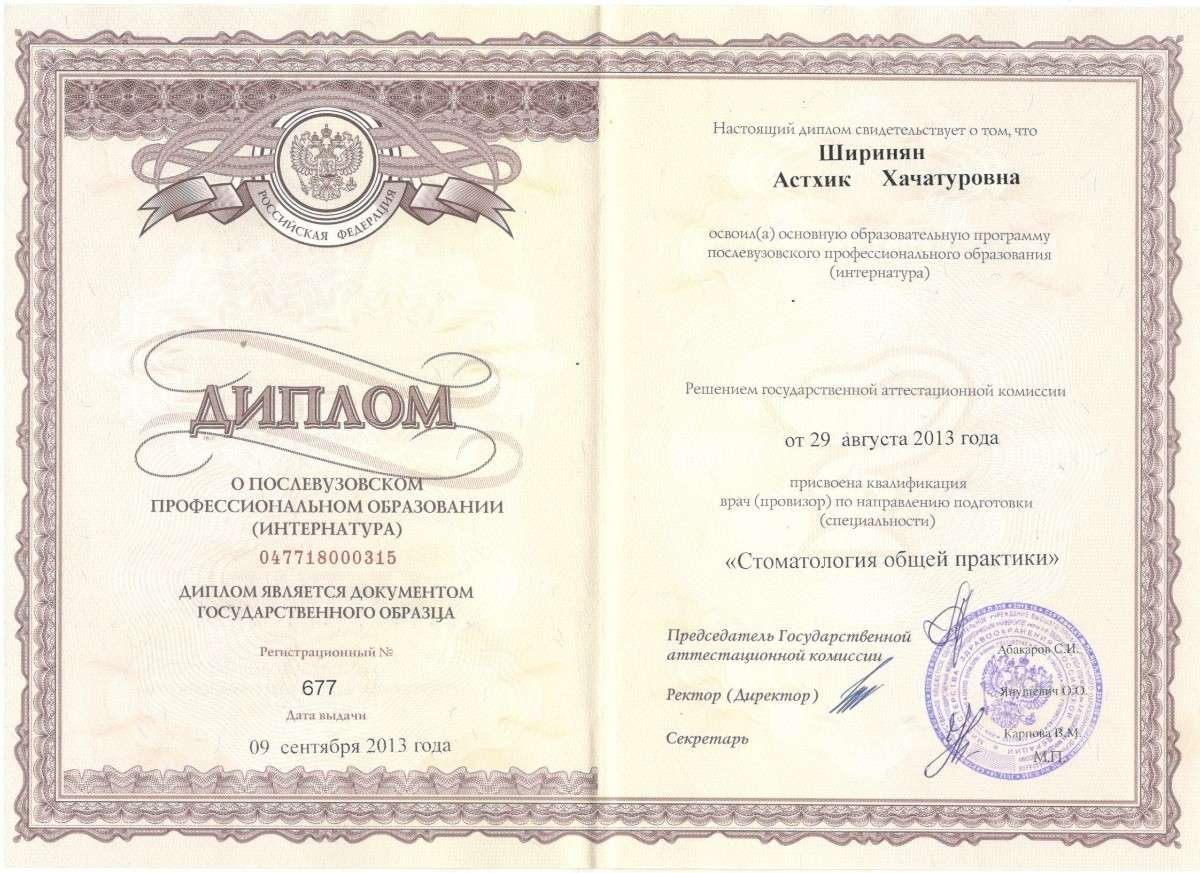 РОССИЙСКАЯ ФЕДЕРАЦИЯ
ДИПЛОМ
О ПОСЛЕВУЗОВСКОМ
ПРОФЕССИОНАЛЬНОМ ОБРАЗОВАНИИ
(ИНТЕРНАТУРА)
047718000315
ДИПЛОМ ЯВЛЯЕТСЯ ДОКУМЕНТОМ
ГОСУДАРСТВЕННОГО ОБРАЗЦА
Регистрационный №
677
Дата выдачи
09 сентября 2013 года
Настоящий диплом свидетельствует о том, что
Ширинян
Астхик Хачатуровна
освоил(а) основную образовательную программу
послевузовского профессионального образования
(интернатура)
Решением государственной аттестационной комиссии
от 29 августа 2013 года
присвоена квалификация
врач (провизор) по направлению подготовки
(специальности)
«Стоматология общей практики»
Председатель Государственной
аттестационной комиссии
Абакаров С.И.
Ректор (Директор)
Янушевич О.О.
Секретарь
Карпова В.М.
М.П.